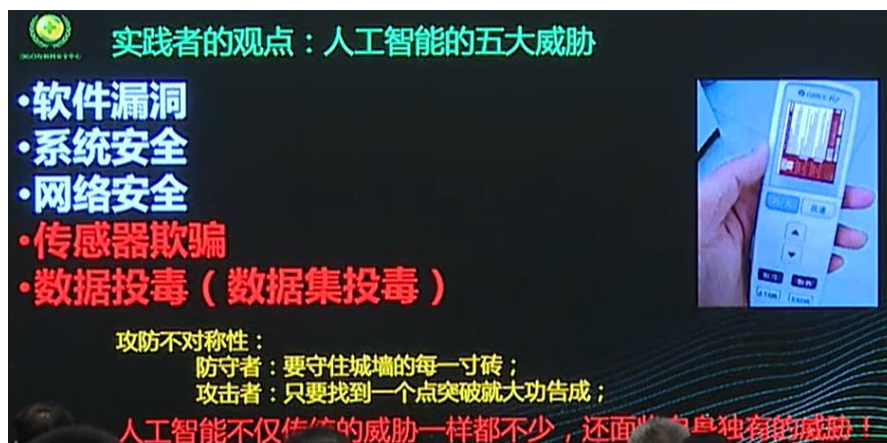 实践者的观点：人工智能的五大威胁
•软件漏洞
•系统安全
•网络安全
•传感器欺骗
•数据投毒（数据集投毒）
攻防不对称性：
防守者：要守住城墙的每一寸砖；
攻击者：只要找到一个点突破就大功告成；
人工智能不仅传统的威胁一样都不少，还面临自身独有的威胁！